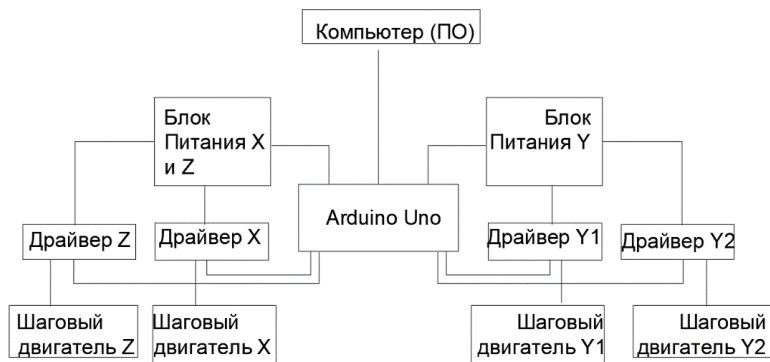 Компьютер (ПО)
Блок
Питания X
и Z
Блок
Питания Y
Arduino Uno
Драйвер Z
Драйвер X
Драйвер Y1
Драйвер Y2
Шаговый
двигатель Z
Шаговый
двигатель X
Шаговый
двигатель Y1
Шаговый
двигатель Y2